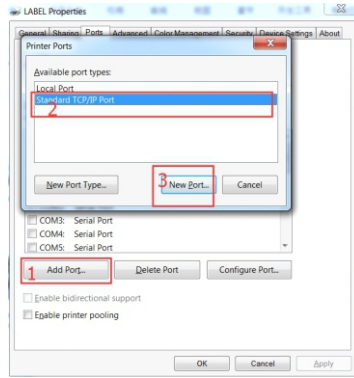 LABEL Properties
General Sharing Ports Advanced Color Management Security Device Settings About
Printer Ports
Available port types:
Local Port
Standard TCP/IP Port
2
New Port Type...
3
New Port...
Cancel
COM3: Serial Port
COM4: Serial Port
COM5: Serial Port
1
Add Port...
Delete Port
Configure Port...
Enable bidirectional support
Enable printer pooling
OK
Cancel
Apply